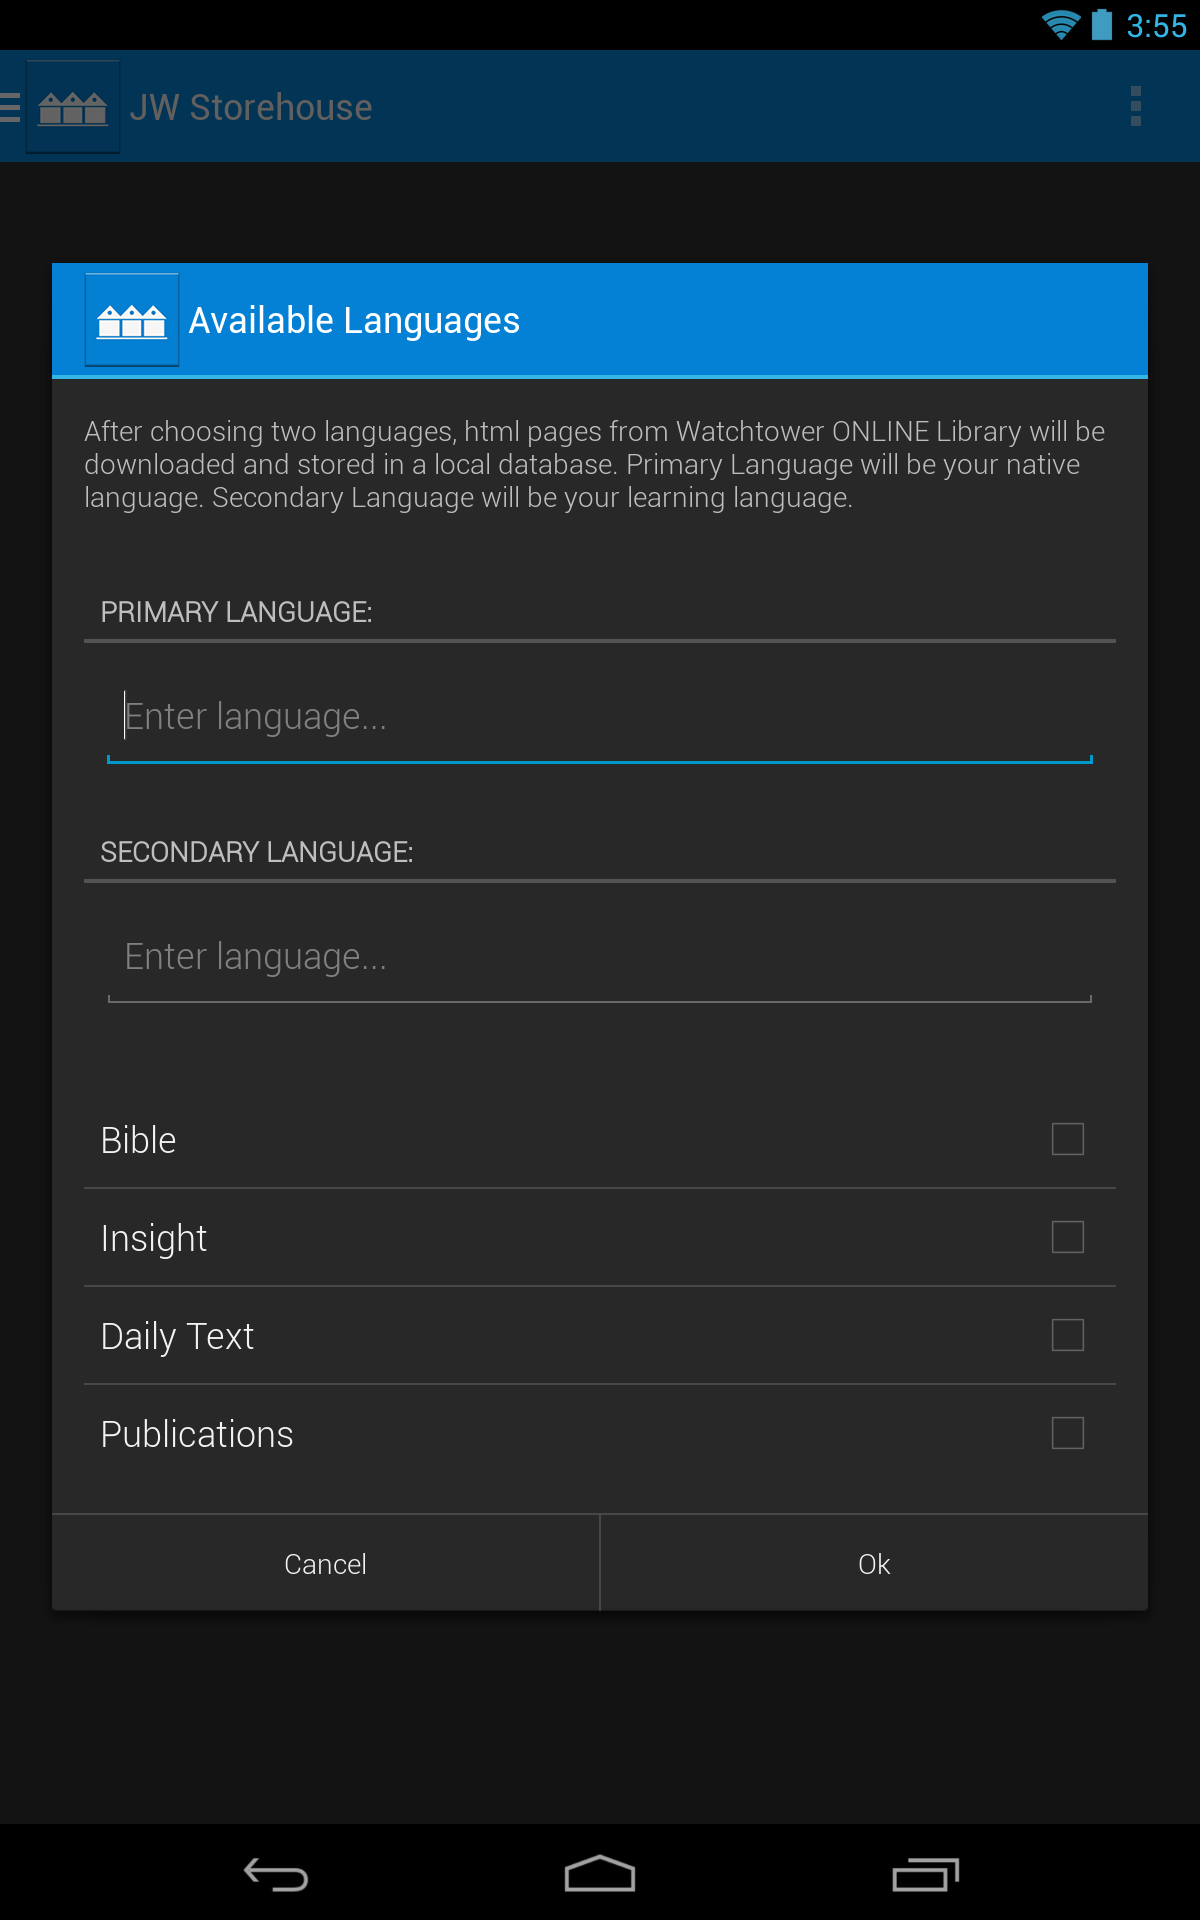 3:55
JW Storehouse
Available Languages
After choosing two languages, html pages from Watchtower ONLINE Library will be
downloaded and stored in a local database. Primary Language will be your native
language. Secondary Language will be your learning language.
PRIMARY LANGUAGE:
Enter language...
SECONDARY LANGUAGE:
Enter language...
Bible
Insight
Daily Text
Publications
Cancel
Ok